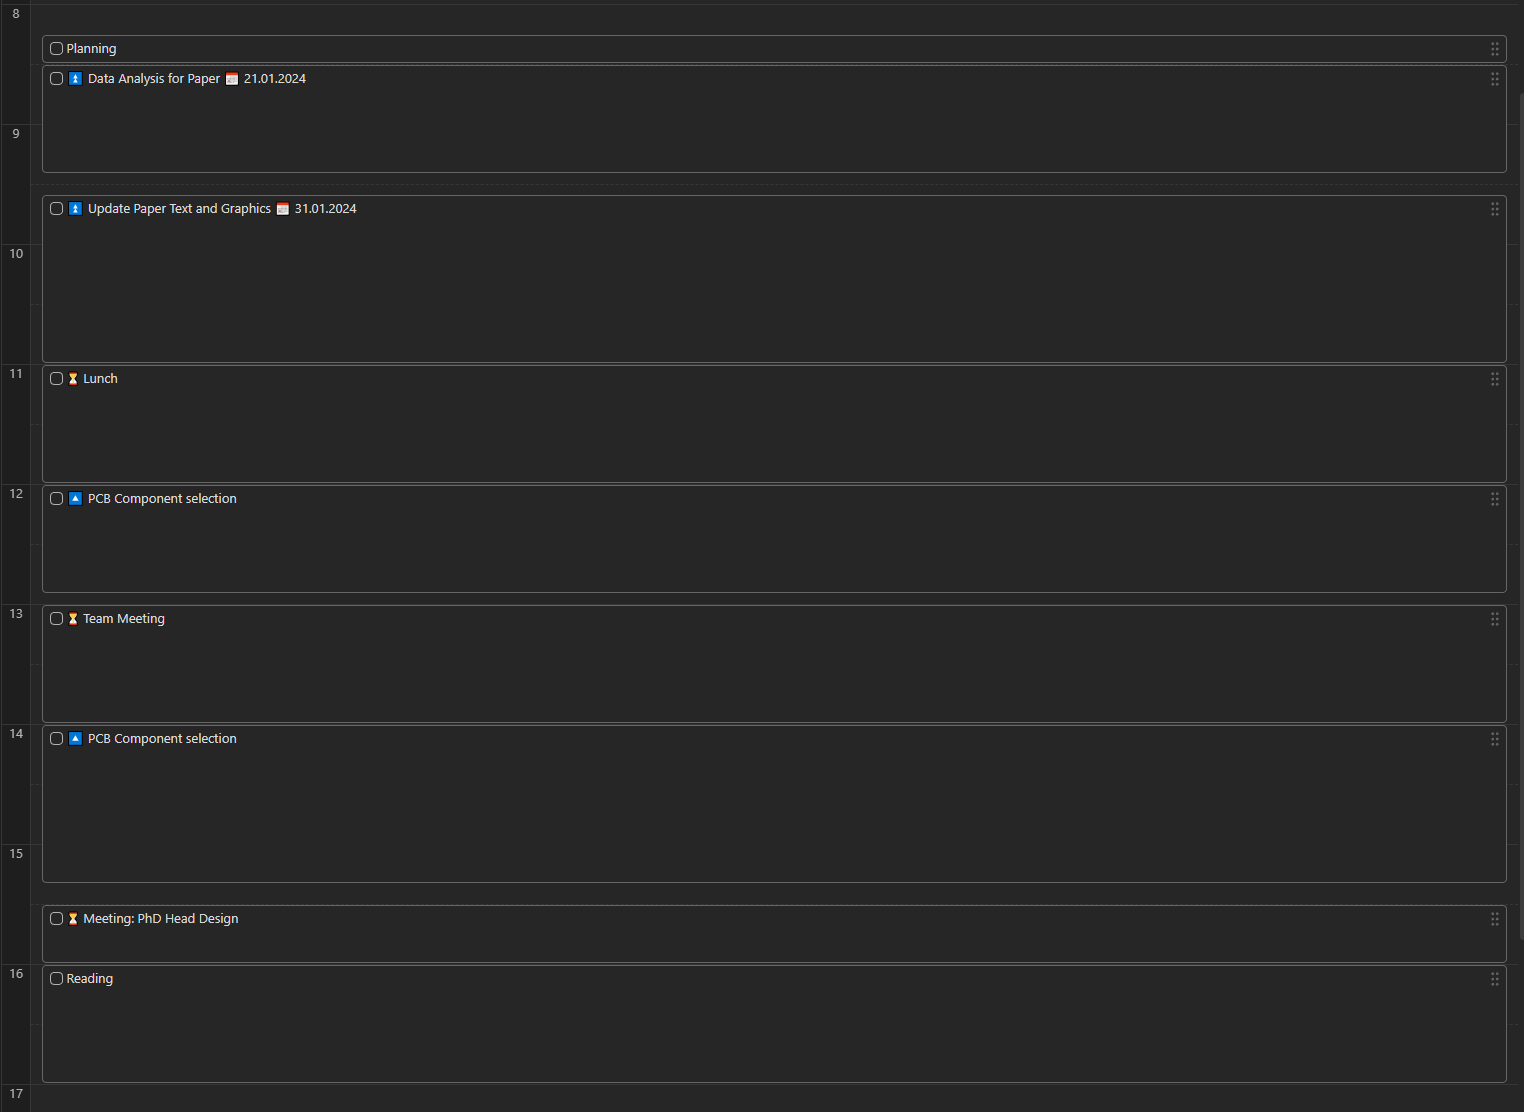 8
Planning
⏫ Data Analysis for Paper 📅 21.01.2024
9
⏫ Update Paper Text and Graphics 📅 31.01.2024
10
11
⏳ Lunch
12
🔼 PCB Component selection
13
⏳ Team Meeting
14
🔼 PCB Component selection
15
⏳ Meeting: PhD Head Design
16
Reading
17